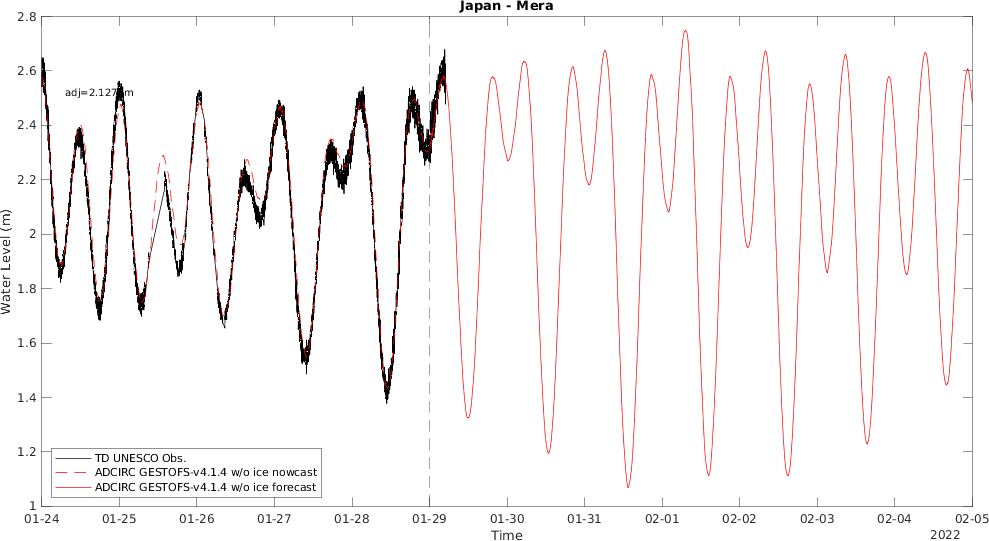 Japan - Mera
2.8
2.6
2.4
2.2
2
1.8
1.6
1.4
1.2
1
Water Level (m)
adj=2.127 m
TD UNESCO Obs.
ADCIRC GESTOFS-v4.1.4 w/o ice nowcast
ADCIRC GESTOFS-v4.1.4 w/o ice forecast
01-24 01-25 01-26 01-27 01-28 01-29 01-30 01-31 02-01 02-02 02-03 02-04 02-05
Time
2022